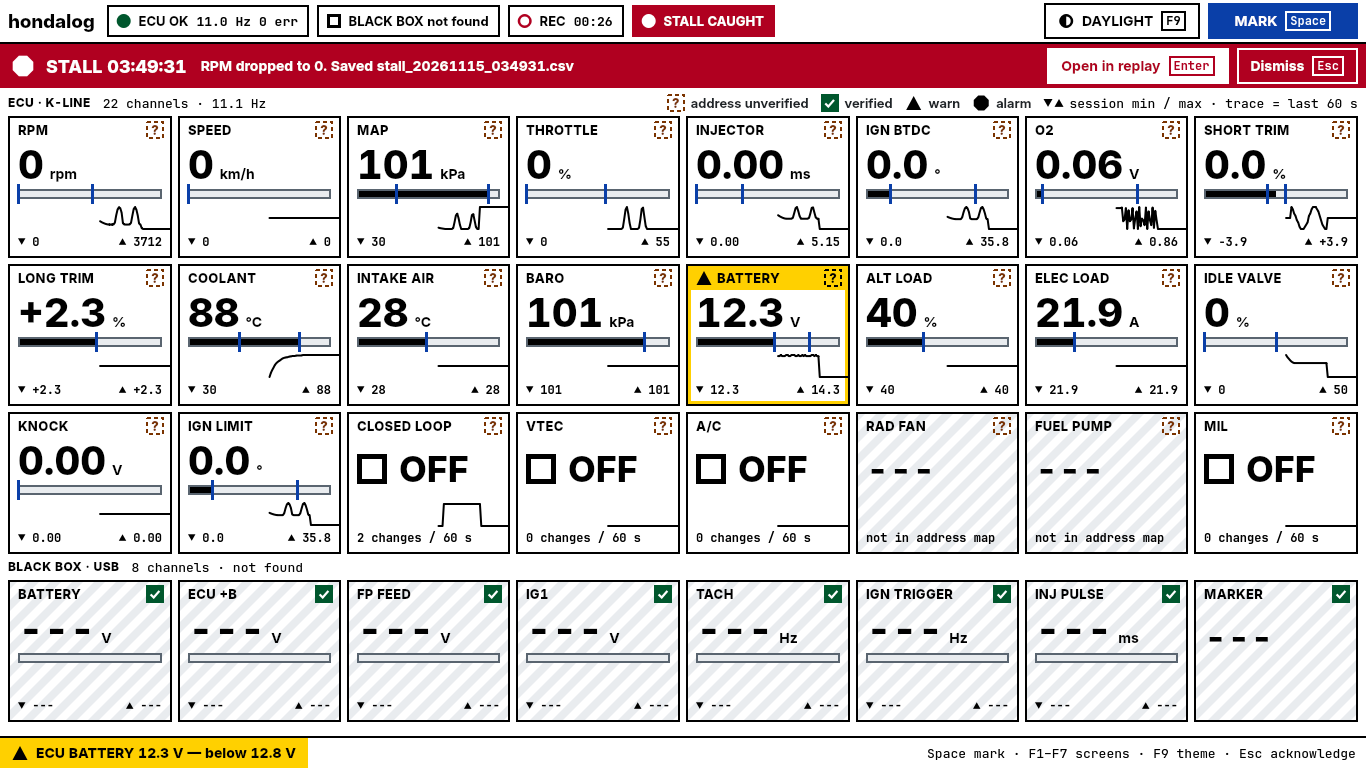 hondalog ECU OK 11.0 Hz 0 err BLACK BOX not found REC 00:26 STALL CAUGHT DAYLIGHT F9 MARK Space
STALL 03:49:31 RPM dropped to 0. Saved stall_20261115_034931.csv Open in replay Enter Dismiss Esc
ECU · K-LINE 22 channels · 11.1 Hz ? address unverified verified ▲ warn alarm ▼▲ session min / max · trace = last 60 s
RPM ? SPEED ? MAP ? THROTTLE ? INJECTOR ? IGN BTDC ? O2 ? SHORT TRIM ?
0 rpm 0 km/h 101 kPa 0 % 0.00 ms 0.0 ° 0.06 V 0.0 %
▼ 0 ▲ 3712 ▼ 0 ▲ 0 ▼ 30 ▲ 101 ▼ 0 ▲ 55 ▼ 0.00 ▲ 5.15 ▼ 0.0 ▲ 35.8 ▼ 0.06 ▲ 0.86 ▼ -3.9 ▲ +3.9
LONG TRIM ? COOLANT ? INTAKE AIR ? BARO ? ▲ BATTERY ? ALT LOAD ? ELEC LOAD ? IDLE VALVE ?
+2.3 % 88 °C 28 °C 101 kPa 12.3 V 40 % 21.9 A 0 %
▼ +2.3 ▲ +2.3 ▼ 30 ▲ 88 ▼ 28 ▲ 28 ▼ 101 ▲ 101 ▼ 12.3 ▲ 14.3 ▼ 40 ▲ 40 ▼ 21.9 ▲ 21.9 ▼ 0 ▲ 50
KNOCK ? IGN LIMIT ? CLOSED LOOP ? VTEC ? A/C ? RAD FAN ? FUEL PUMP ? MIL ?
0.00 V 0.0 ° OFF OFF OFF --- --- OFF
▼ 0.00 ▲ 0.00 ▼ 0.0 ▲ 35.8 2 changes / 60 s 0 changes / 60 s 0 changes / 60 s not in address map not in address map 0 changes / 60 s
BLACK BOX · USB 8 channels · not found
BATTERY ECU +B FP FEED IG1 TACH IGN TRIGGER INJ PULSE MARKER
--- V --- V --- V --- V --- Hz --- Hz --- ms ---
▼ --- ▲ --- ▼ --- ▲ --- ▼ --- ▲ --- ▼ --- ▲ --- ▼ --- ▲ --- ▼ --- ▲ --- ▼ --- ▲ ---
▲ ECU BATTERY 12.3 V — below 12.8 V Space mark · F1–F7 screens · F9 theme · Esc acknowledge